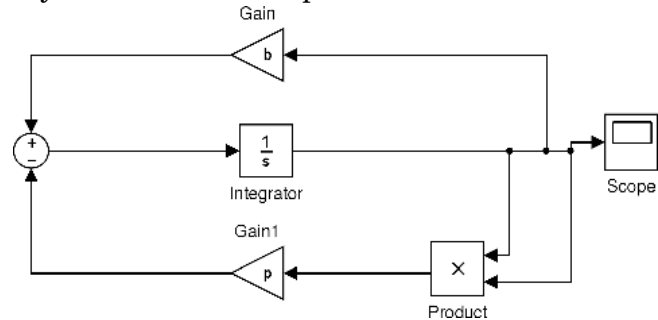 Gain
b
+
−
1
s
Integrator
Scope
Gain1
p
×
Product